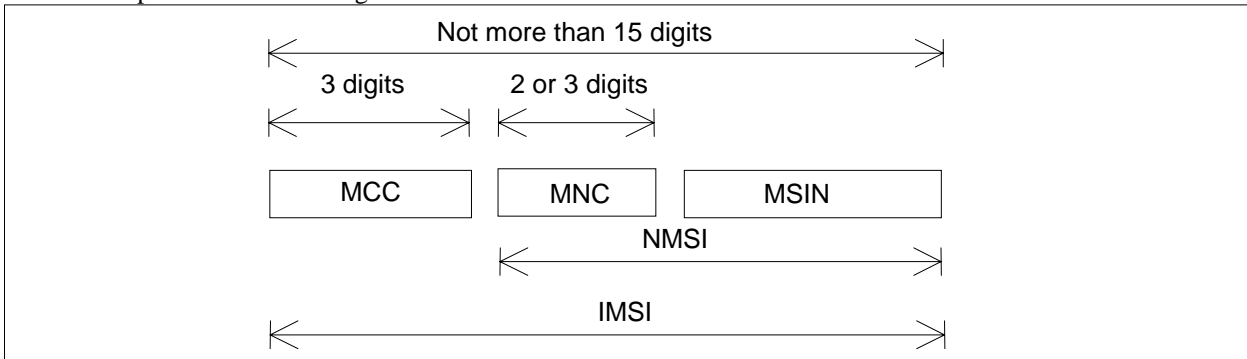 Not more than 15 digits
3 digits 2 or 3 digits
MCC MNC MSIN
NMSI
IMSI